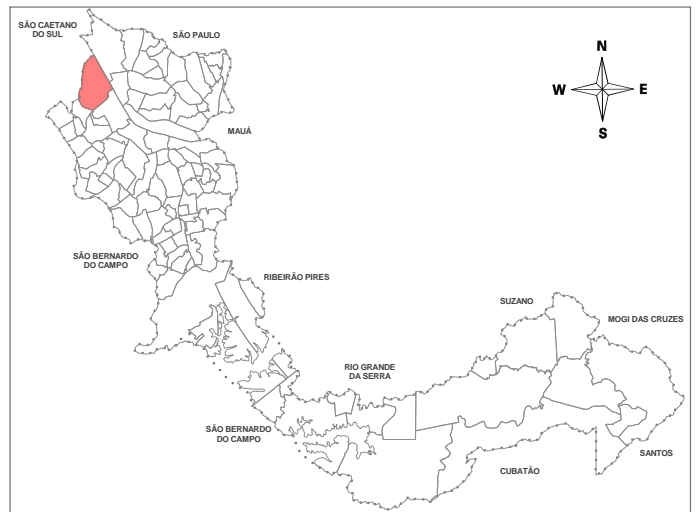 SÃO CAETANO
DO SUL
SÃO PAULO
N
W
E
S
MAUÁ
SÃO BERNARDO
DO CAMPO
RIBEIRÃO PIRES
SUZANO
MOGI DAS CRUZES
RIO GRANDE
DA SERRA
SÃO BERNARDO
DO CAMPO
SANTOS
CUBATÃO